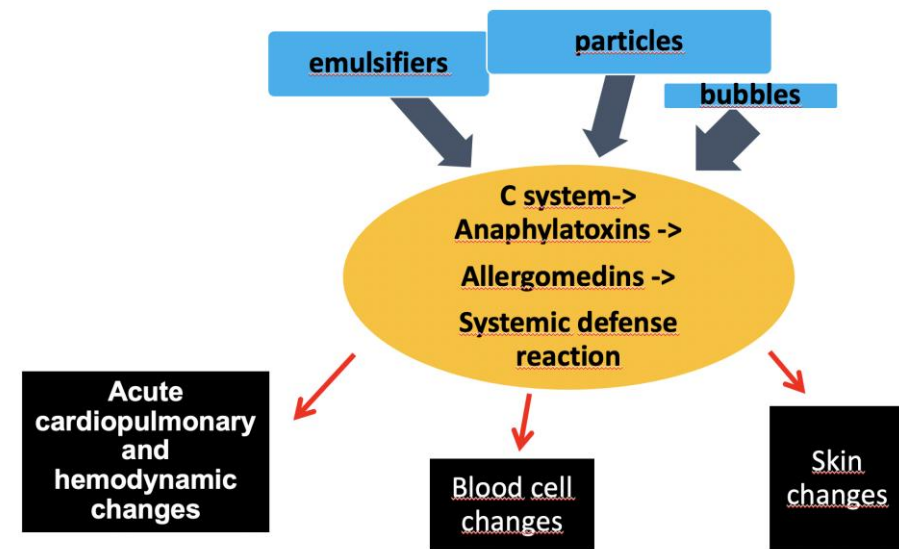 emulsifiers
particles
bubbles
C system->
Anaphylatoxins ->
Allergomedins ->
Systemic defense
reaction
Acute
cardiopulmonary
and
hemodynamic
changes
Blood cell
changes
Skin
changes